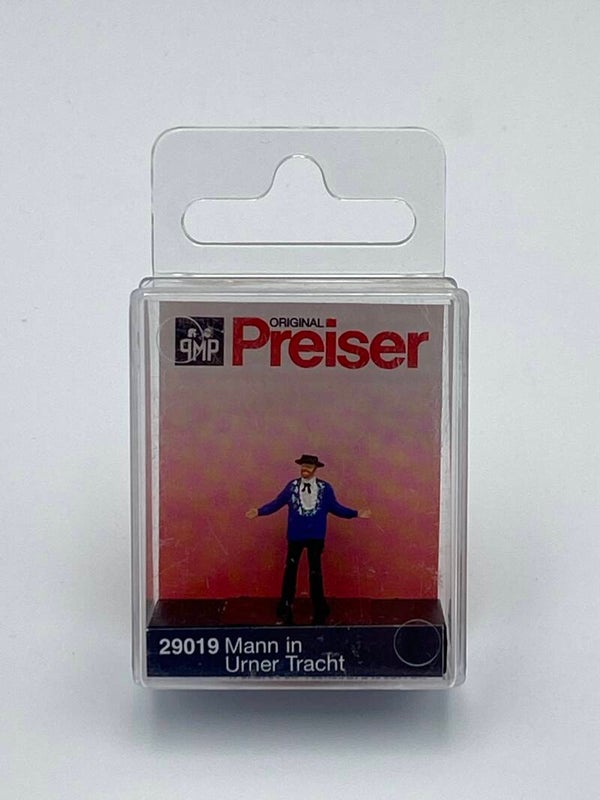 ORIGINAL
PMP Preiser
29019 Mann in
Urner Tracht